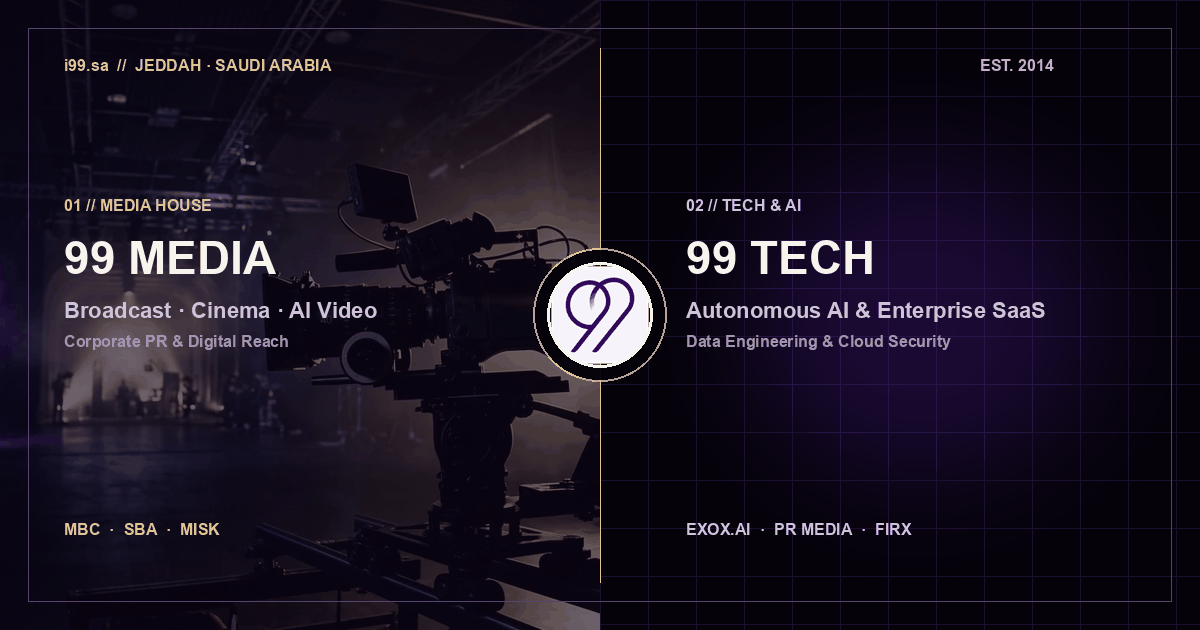 i99.sa // JEDDAH · SAUDI ARABIA
EST. 2014
01 // MEDIA HOUSE
99 MEDIA
Broadcast · Cinema · AI Video
Corporate PR & Digital Reach
MBC · SBA · MISK
99
02 // TECH & AI
99 TECH
Autonomous AI & Enterprise SaaS
Data Engineering & Cloud Security
EXOX.AI · PR MEDIA · FIRX